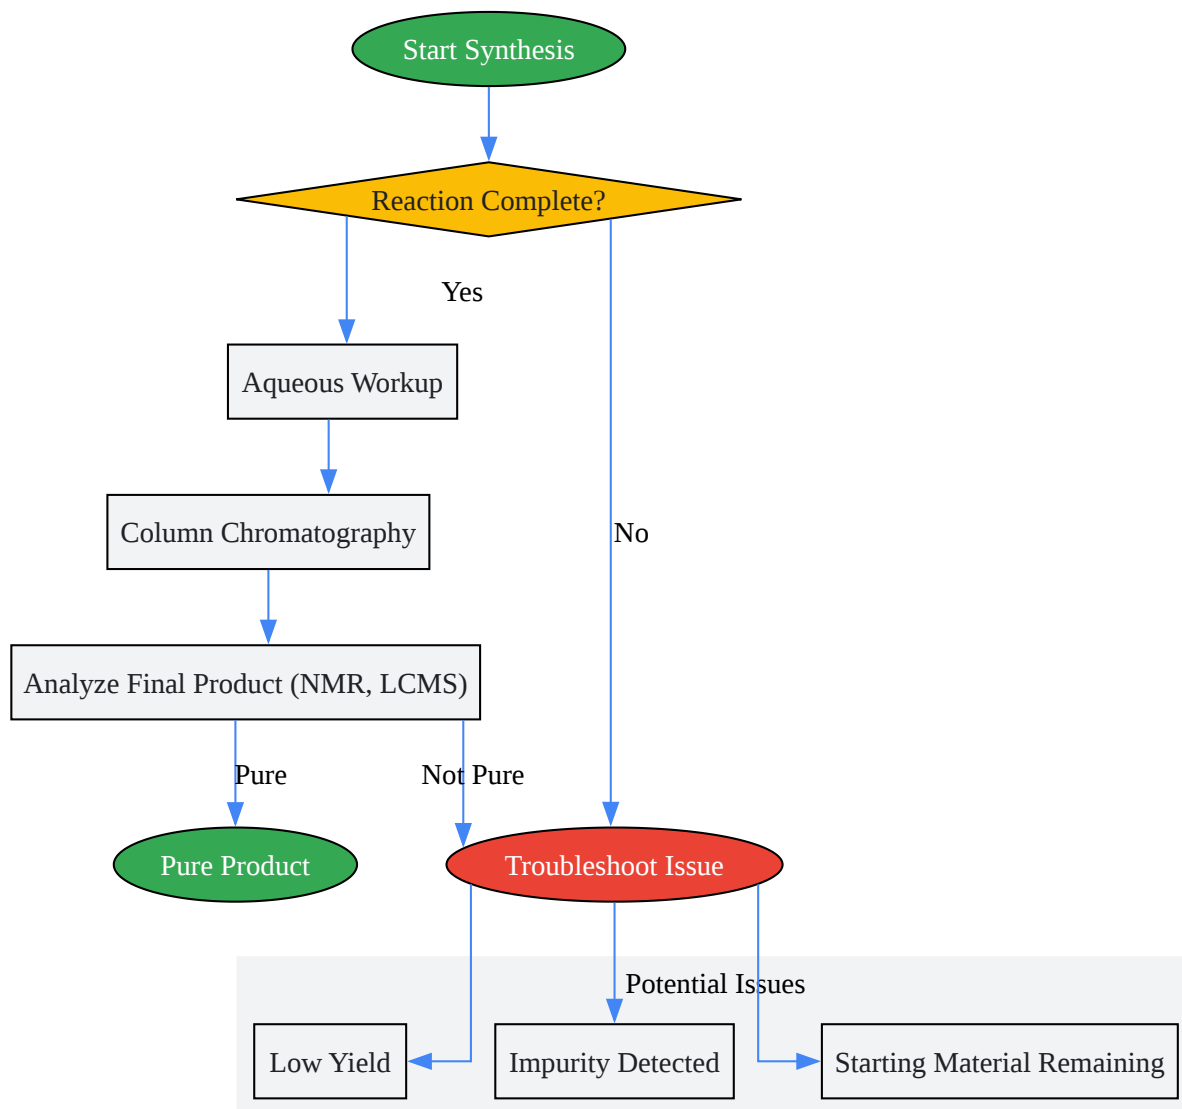 Start Synthesis
Reaction Complete?
Yes
Aqueous Workup
Column Chromatography
No
Analyze Final Product (NMR, LCMS)
Pure
Not Pure
Pure Product
Troubleshoot Issue
Potential Issues
Low Yield
Impurity Detected
Starting Material Remaining